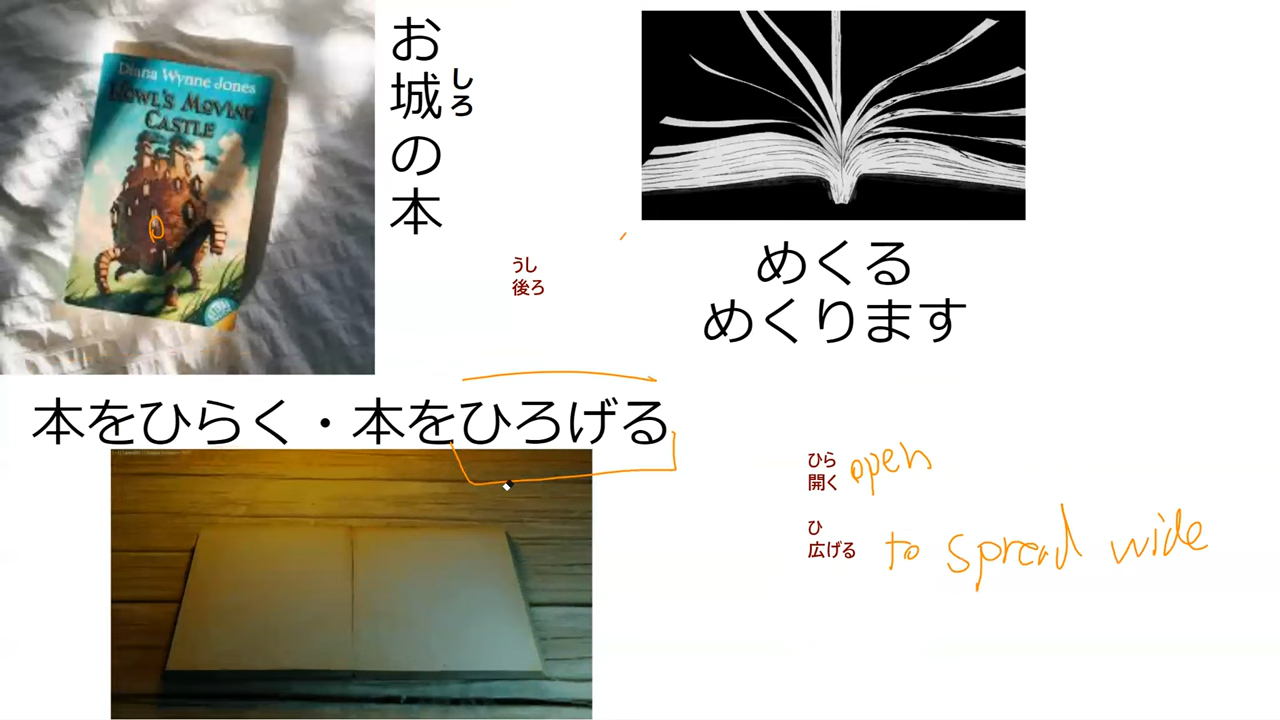 Diana Wynne Jones
HOWL'S MOVING
CASTLE
お城の本
しろ
めくる
めくります
うし
後ろ
本をひらく・本をひろげる
ひら
開く open
ひ
広げる to spread wide